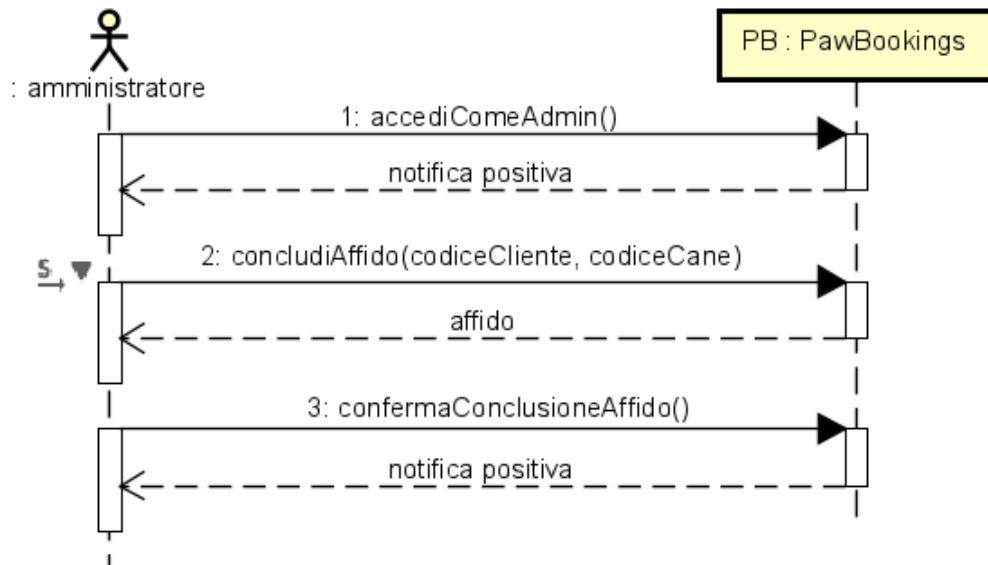 PB : PawBookings
: amministratore
1: accediComeAdmin()
notifica positiva
S
2: concludiAffido(codiceCliente, codiceCane)
affido
3: confermaConclusioneAffido()
notifica positiva